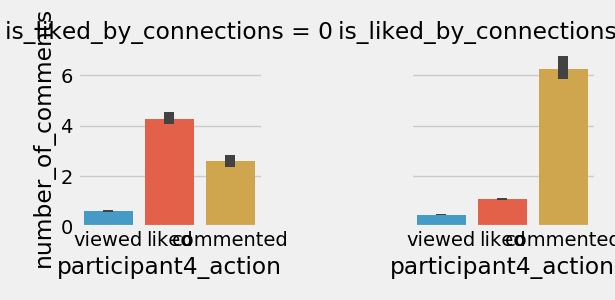 is_liked_by_connections = 0
is_liked_by_connections
number_of_comments
6
4
2
0
viewed
liked
commented
viewed
liked
commented
participant4_action
participant4_action